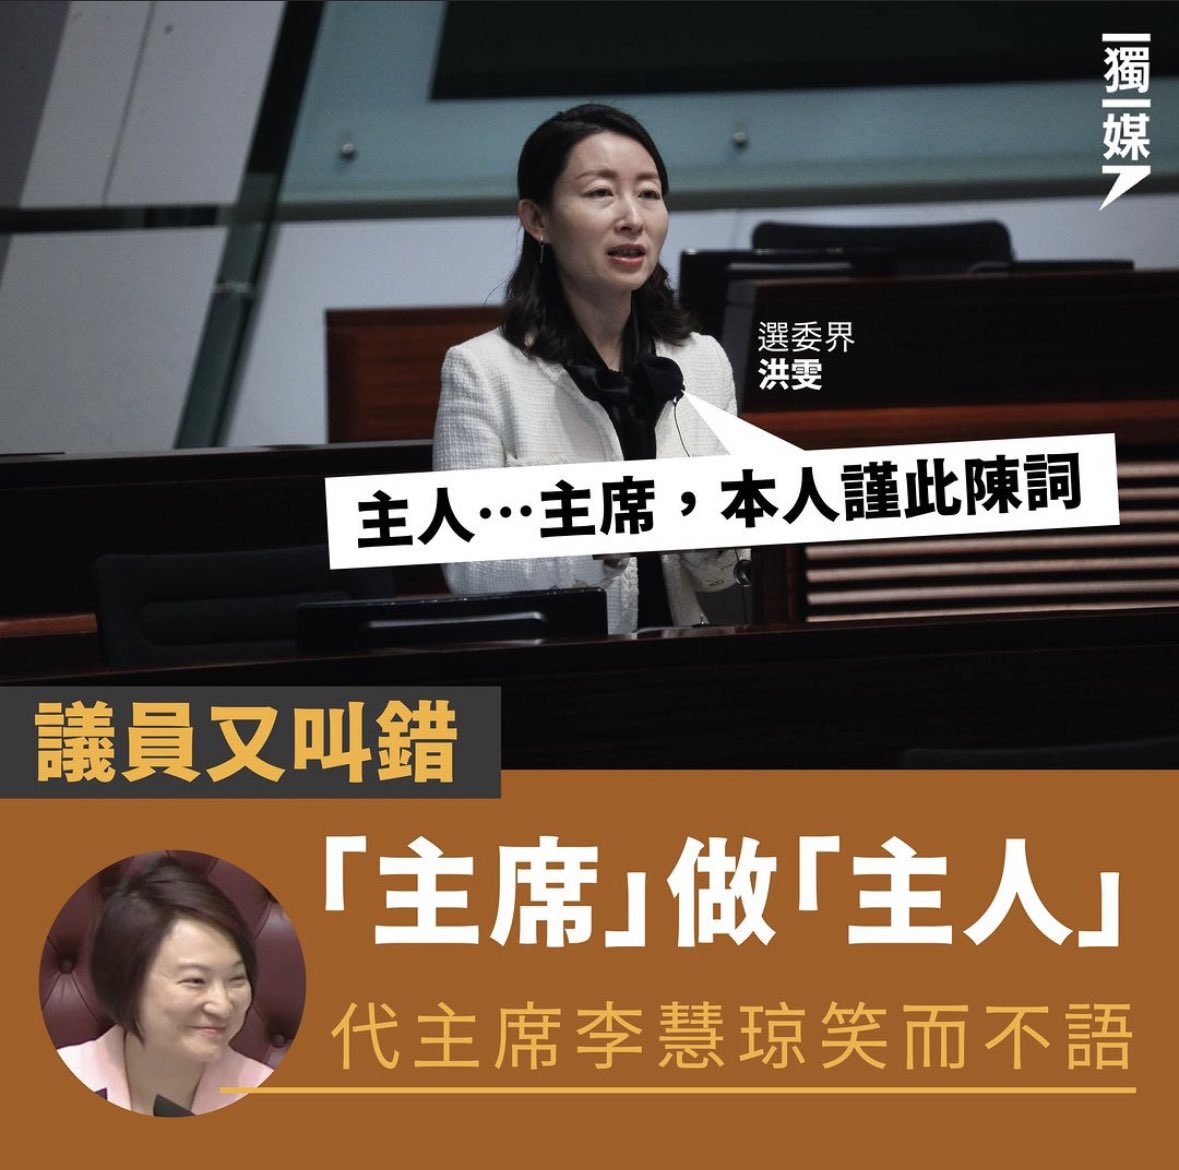 獨媒
選委界
洪雯
主人…主席，本人謹此陳詞
議員又叫錯
「主席」做「主人」
代主席李慧琼笑而不語